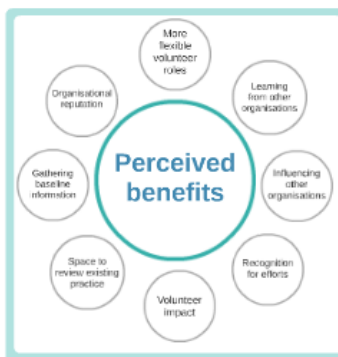 More
flexible
volunteer
roles
Learning
from other
organisations
Influencing
other
organisations
Recognition
for efforts
Volunteer
impact
Space to
review existing
practice
Gathering
baseline
information
Organisational
reputation
Perceived
benefits